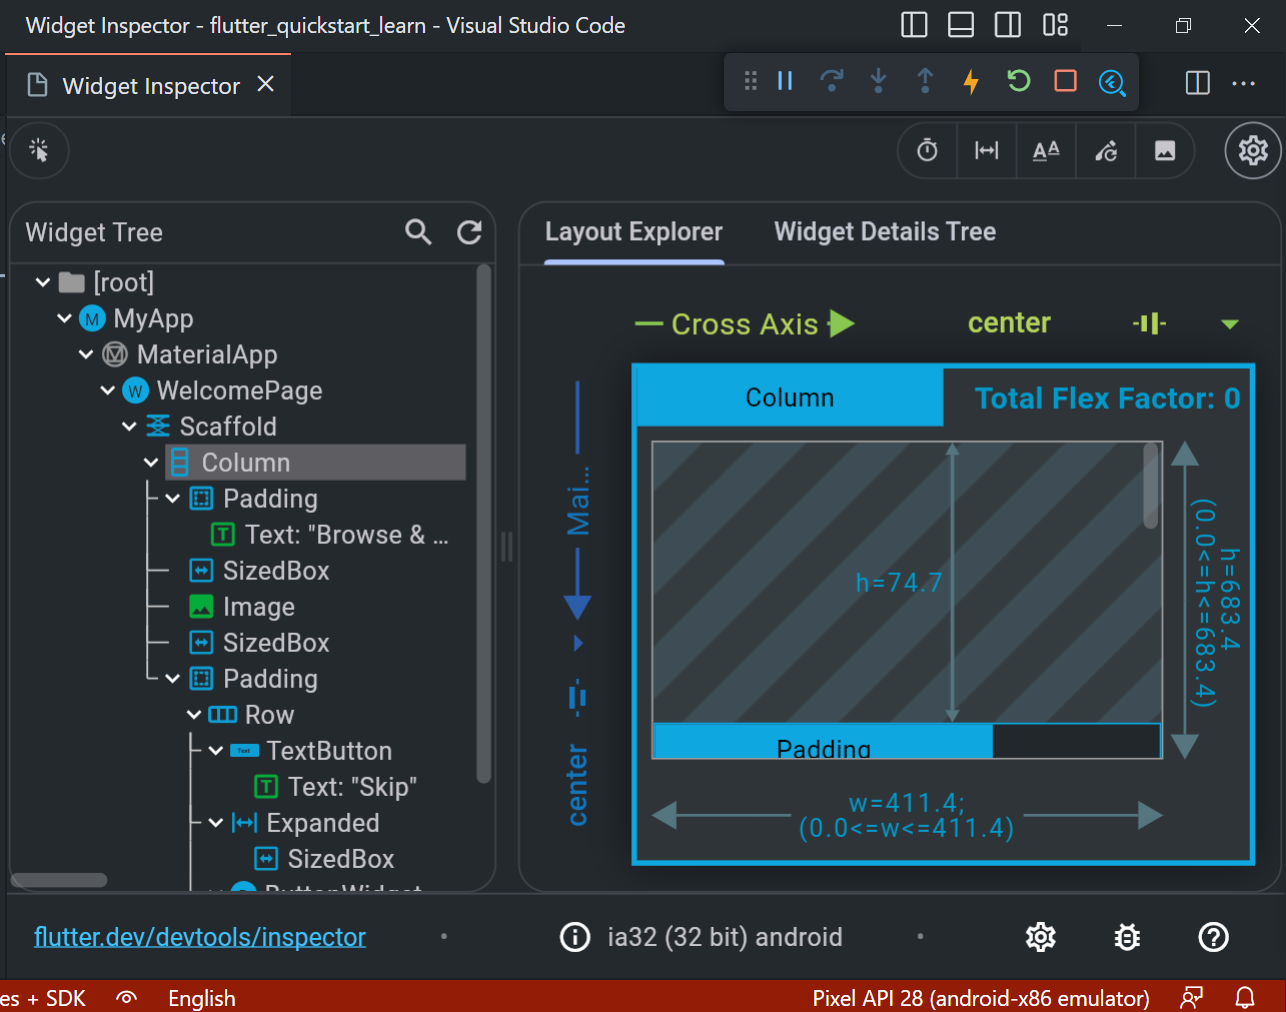 Widget Inspector - flutter_quickstart_learn - Visual Studio Code
Widget Inspector
Widget Tree
Layout Explorer
Widget Details Tree
[root]
M MyApp
MaterialApp
W WelcomePage
Scaffold
Column
Padding
T Text: "Browse & ...
SizedBox
Image
SizedBox
Padding
Row
Text TextButton
T Text: "Skip"
Expanded
SizedBox
ButtonWidget
Cross Axis
center
Mai...
center
Column
Total Flex Factor: 0
h=74.7
Padding
h=683.4
(0.0<=h<=683.4)
w=411.4;
(0.0<=w<=411.4)
flutter.dev/devtools/inspector
ia32 (32 bit) android
es + SDK
English
Pixel API 28 (android-x86 emulator)